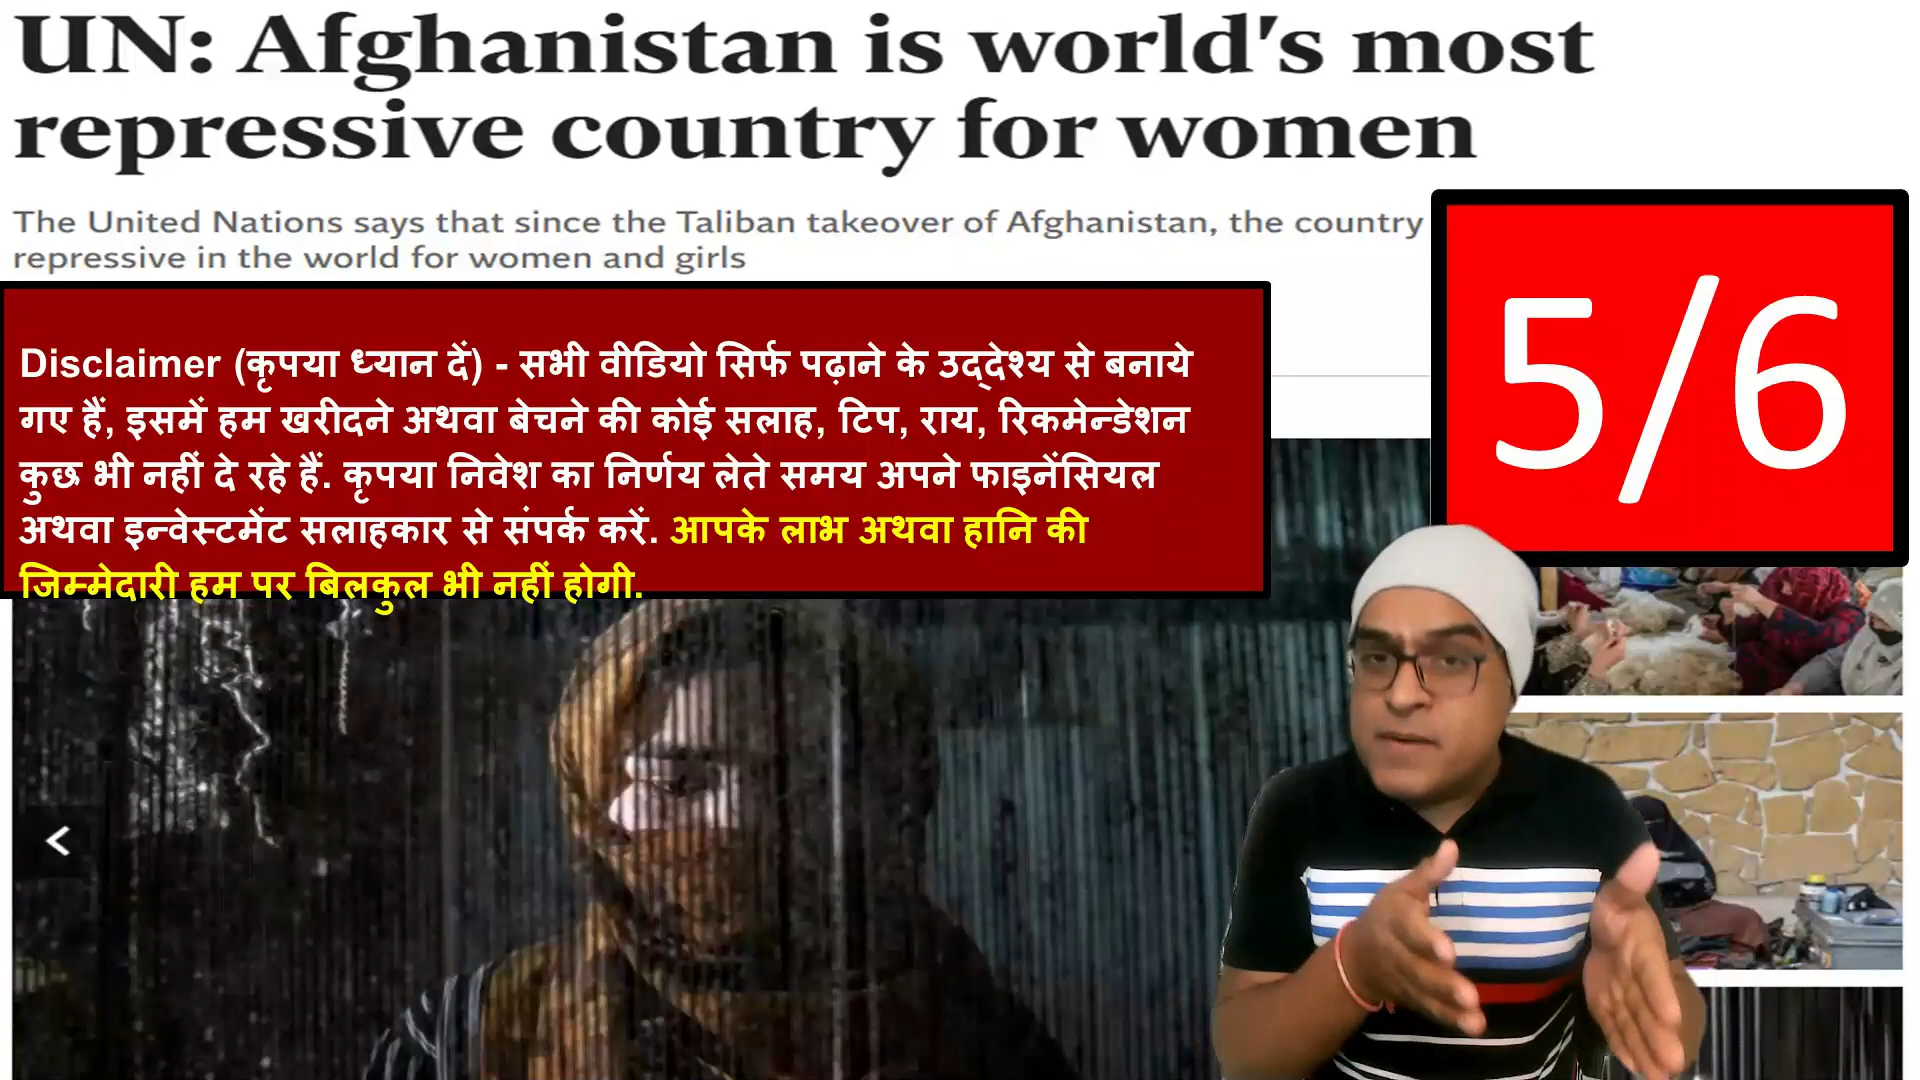 UN: Afghanistan is world's most
repressive country for women
The United Nations says that since the Taliban takeover of Afghanistan, the country
repressive in the world for women and girls
5/6
Disclaimer (कृपया ध्यान दें) - सभी वीडियो सिर्फ पढ़ाने के उद्देश्य से बनाये
गए हैं, इसमें हम खरीदने अथवा बेचने की कोई सलाह, टिप, राय, रिकमेन्डेशन
कुछ भी नहीं दे रहे हैं. कृपया निवेश का निर्णय लेते समय अपने फाइनेंसियल
अथवा इन्वेस्टमेंट सलाहकार से संपर्क करें. आपके लाभ अथवा हानि की
जिम्मेदारी हम पर बिलकुल भी नहीं होगी.